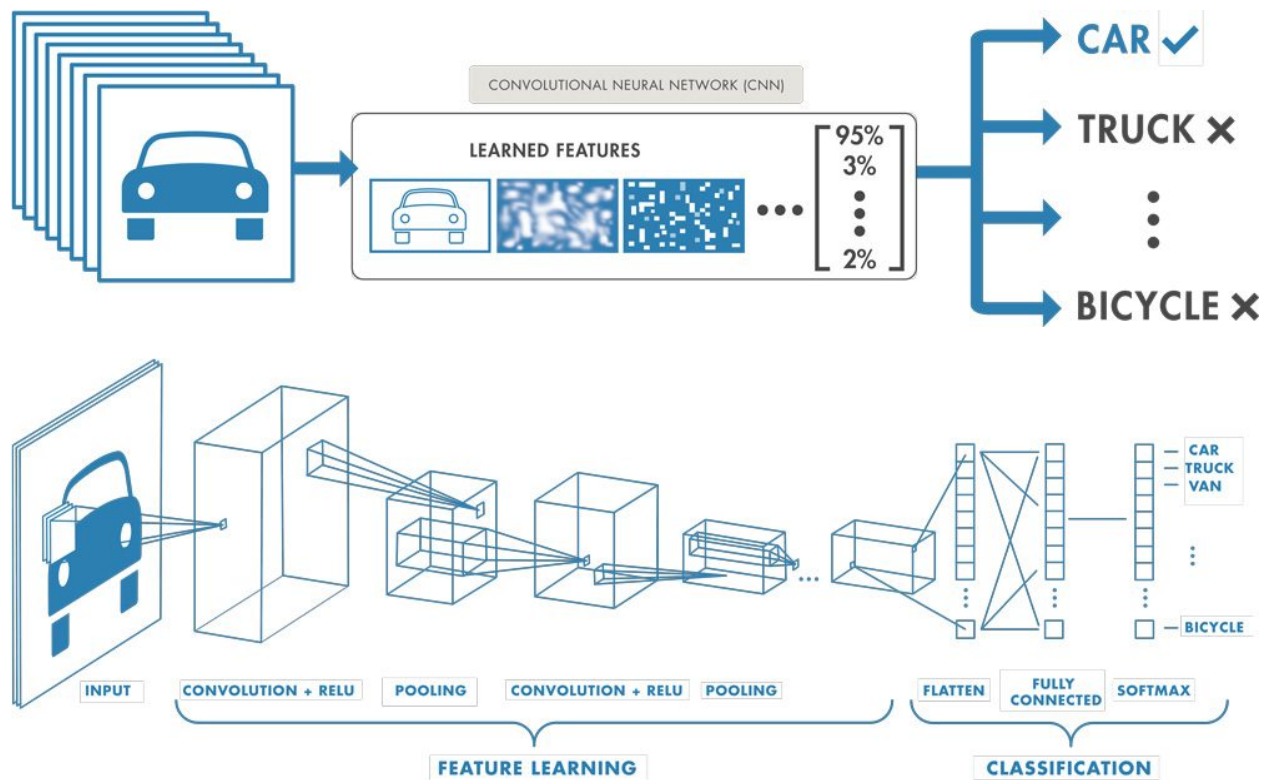 CAR
CONVOLUTIONAL NEURAL NETWORK (CNN)
LEARNED FEATURES
95%
3%
2%
TRUCK
BICYCLE
CAR
TRUCK
VAN
BICYCLE
INPUT
CONVOLUTION + RELU
POOLING
CONVOLUTION + RELU
POOLING
FLATTEN
FULLY
CONNECTED
SOFTMAX
FEATURE LEARNING
CLASSIFICATION